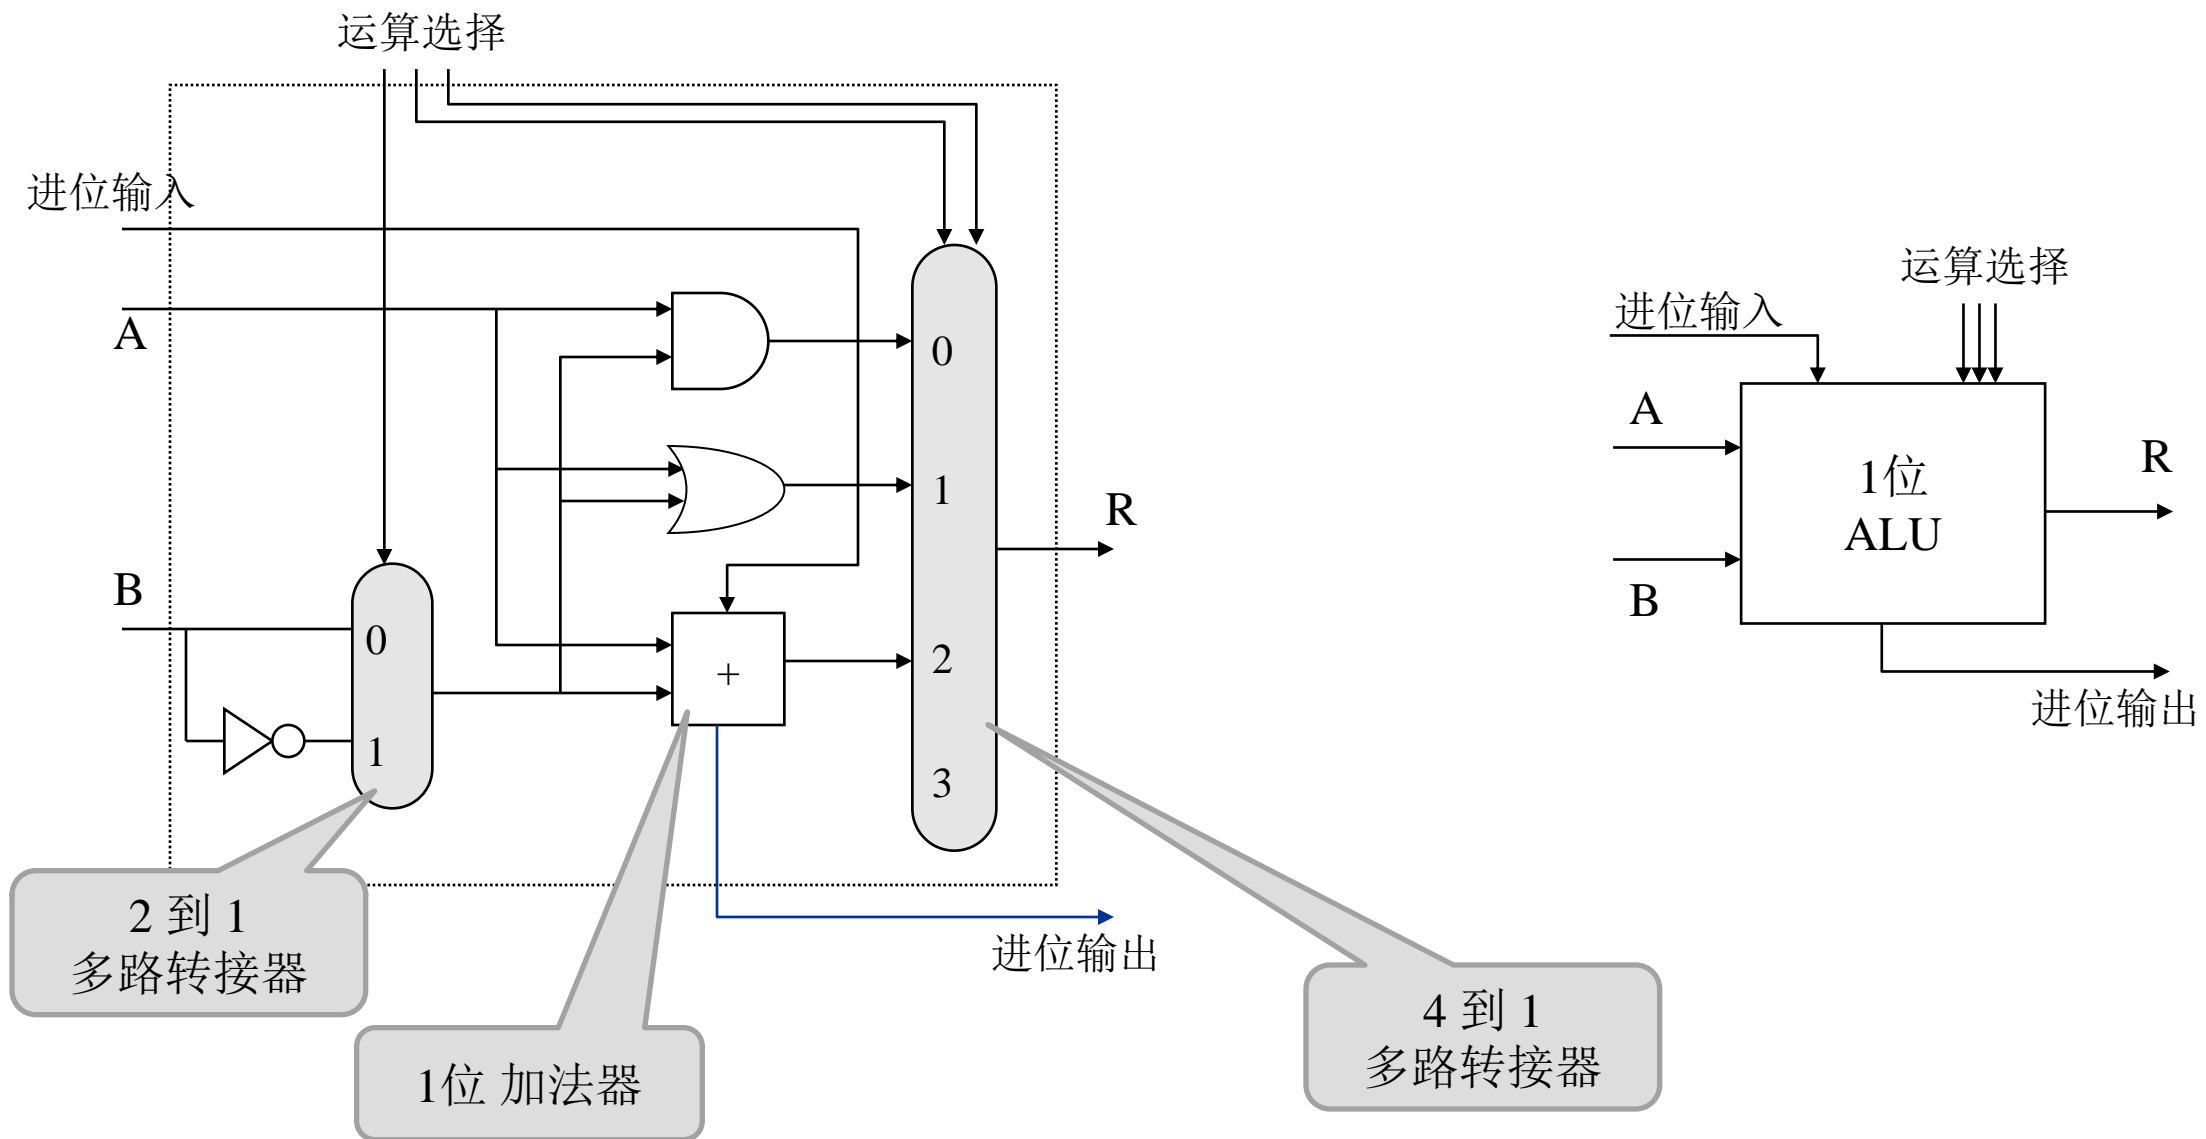 运算选择
进位输入
A
B
0
1
+
0
1
2
3
R
进位输出
2 到 1
多路转接器
1位 加法器
4 到 1
多路转接器
运算选择
进位输入
A
B
1位
ALU
R
进位输出